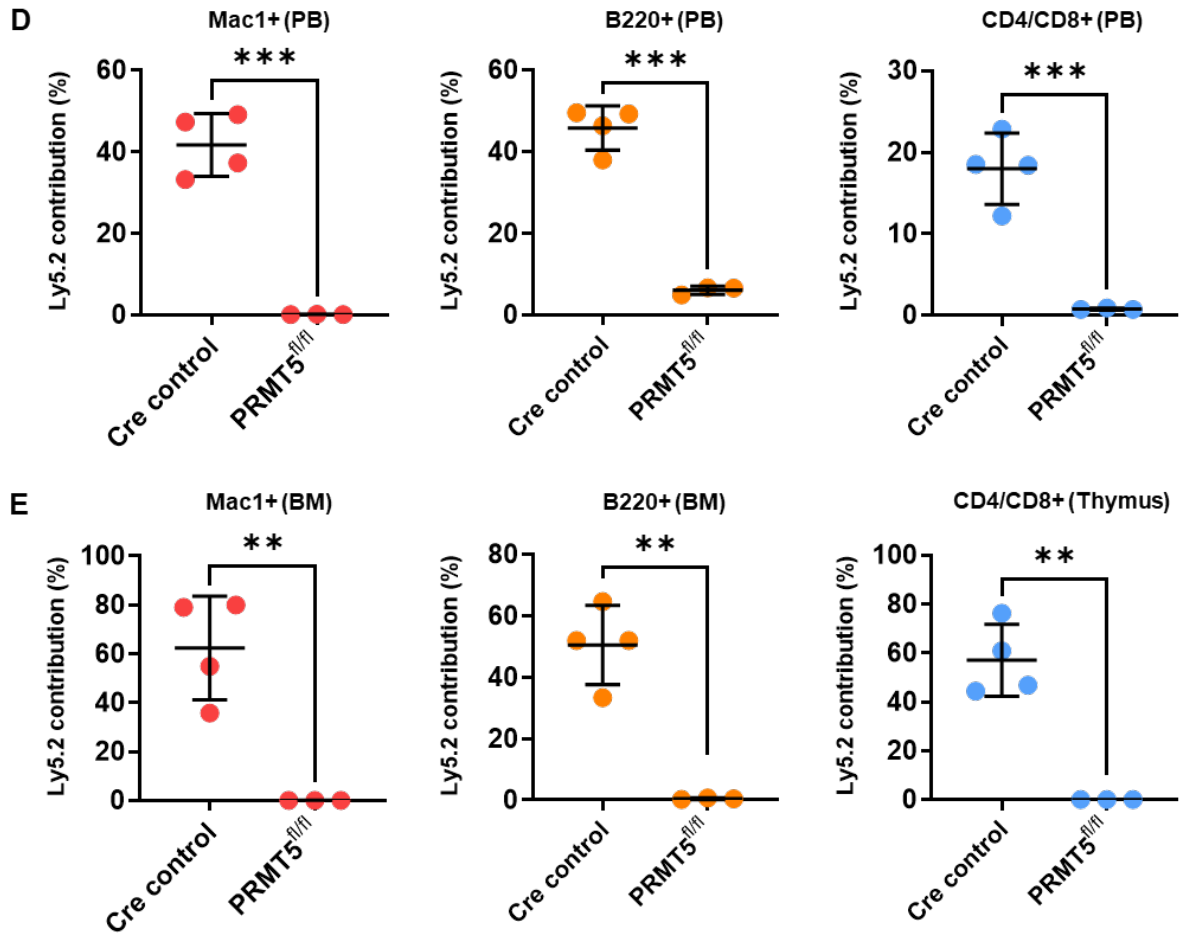 D
Mac1+ (PB)
B220+ (PB)
CD4/CD8+ (PB)
Ly5.2 contribution (%)
60
40
20
0
***
Cre control
PRMT5fl/fl
Ly5.2 contribution (%)
60
40
20
0
***
Cre control
PRMT5fl/fl
Ly5.2 contribution (%)
30
20
10
0
***
Cre control
PRMT5fl/fl
E
Mac1+ (BM)
B220+ (BM)
CD4/CD8+ (Thymus)
Ly5.2 contribution (%)
100
80
60
40
20
0
**
Cre control
PRMT5fl/fl
Ly5.2 contribution (%)
80
60
40
20
0
**
Cre control
PRMT5fl/fl
Ly5.2 contribution (%)
100
80
60
40
20
0
**
Cre control
PRMT5fl/fl